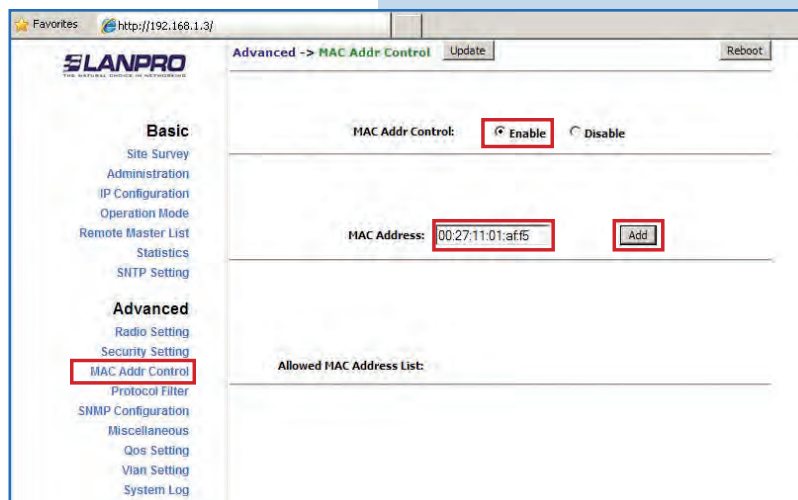 Favorites http://192.168.1.3/
LANPRO
THE NATURAL CHOICE IN NETWORKING
Advanced -> MAC Addr Control Update Reboot
Basic
Site Survey
Administration
IP Configuration
Operation Mode
Remote Master List
Statistics
SNTP Setting
Advanced
Radio Setting
Security Setting
MAC Addr Control
Protocol Filter
SNMP Configuration
Miscellaneous
Qos Setting
Vlan Setting
System Log
MAC Addr Control: Enable Disable
MAC Address: 00:27:11:01:af:f5 Add
Allowed MAC Address List: